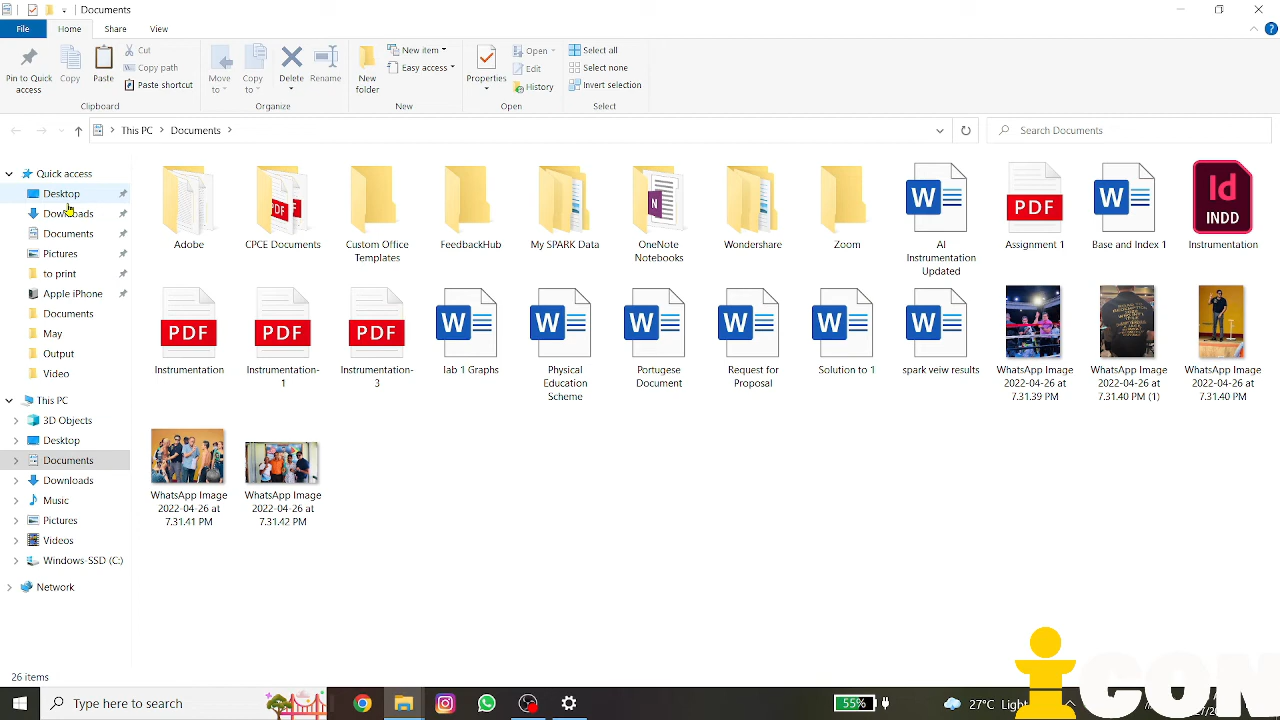 Documents
File
Home
Share
View
Pin to Quick access
Copy
Paste
Cut
Copy path
Paste shortcut
Clipboard
Move to
Copy to
Delete
Rename
Organize
New folder
New item
Easy access
New
Properties
Open
Edit
History
Open
Select all
Select none
Invert selection
Select
This PC
Documents
Search Documents
Quick access
Desktop
Downloads
Documents
Pictures
to print
Apple iPhone
Documents
May
Output
Video
This PC
3D Objects
Desktop
Documents
Downloads
Music
Pictures
Videos
Windows-SSD (C:)
Network
PDF
N
W
PDF
W
Id
INDD
Adobe
CPCE Documents
Custom Office
Templates
FeedbackHub
My SPARK Data
OneNote
Notebooks
Wondershare
Zoom
AI
Instrumentation
Updated
Assignment 1
Base and Index 1
Instrumentation
PDF
PDF
PDF
W
W
W
W
W
W
Instrumentation
Instrumentation-
1
Instrumentation-
3
lab 1 Graphs
Physical
Education
Scheme
Portugese
Document
Request for
Proposal
Solution to 1
spark veiw results
WhatsApp Image
2022-04-26 at
7.31.39 PM
WhatsApp Image
2022-04-26 at
7.31.40 PM (1)
WhatsApp Image
2022-04-26 at
7.31.40 PM
WhatsApp Image
2022-04-26 at
7.31.41 PM
WhatsApp Image
2022-04-26 at
7.31.42 PM
26 items
iCON
Type here to search
55%
27°C Light